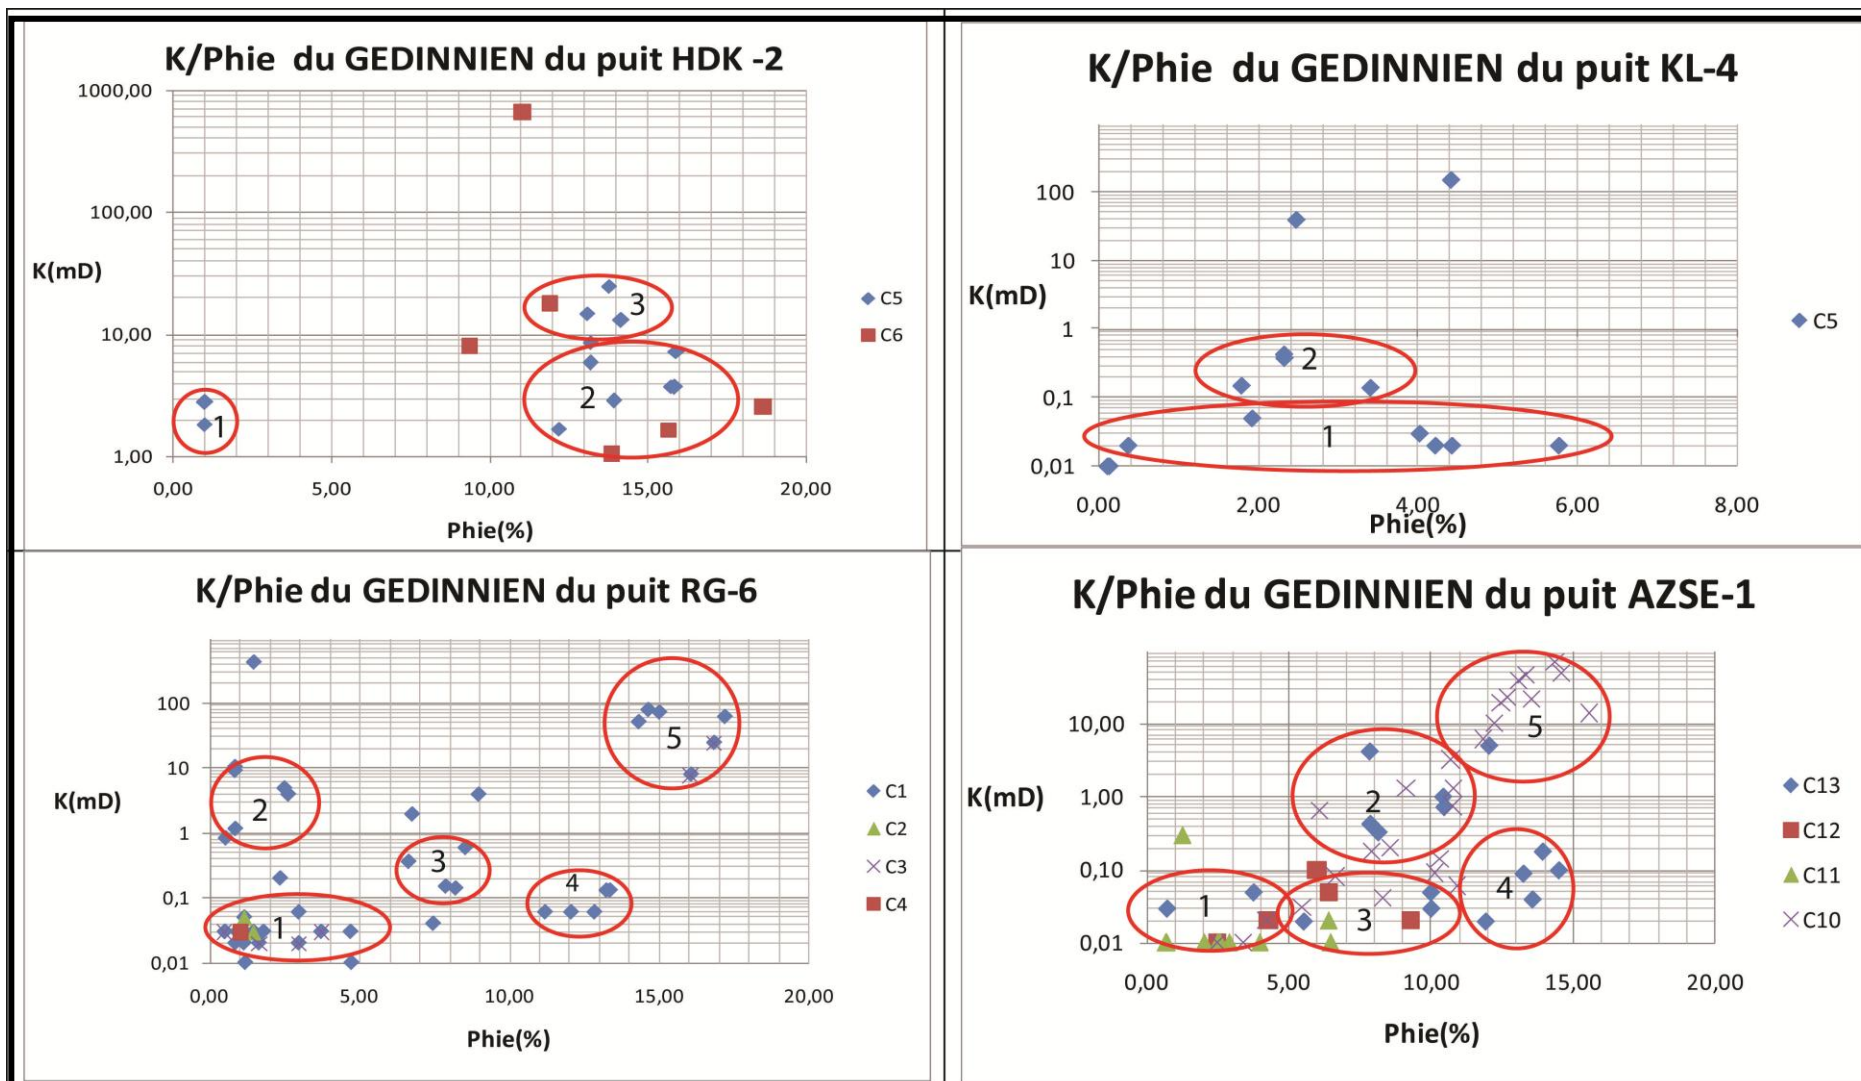 K/Phie du GEDINNIEN du puit HDK -2
1000,00
100,00
K(mD)
10,00
1,00
0,00 5,00 10,00 15,00 20,00
Phie(%)
1
2
3
C5
C6
K/Phie du GEDINNIEN du puit KL-4
100
10
K(mD)
1
0,1
0,01
0,00 2,00 4,00 6,00 8,00
Phie(%)
2
1
C5
K/Phie du GEDINNIEN du puit RG-6
100
10
K(mD)
1
0,1
0,01
0,00 5,00 10,00 15,00 20,00
Phie(%)
5
2
3
4
1
C1
C2
C3
C4
K/Phie du GEDINNIEN du puit AZSE-1
10,00
K(mD)
1,00
0,10
0,01
0,00 5,00 10,00 15,00 20,00
Phie(%)
5
2
4
1
3
C13
C12
C11
C10